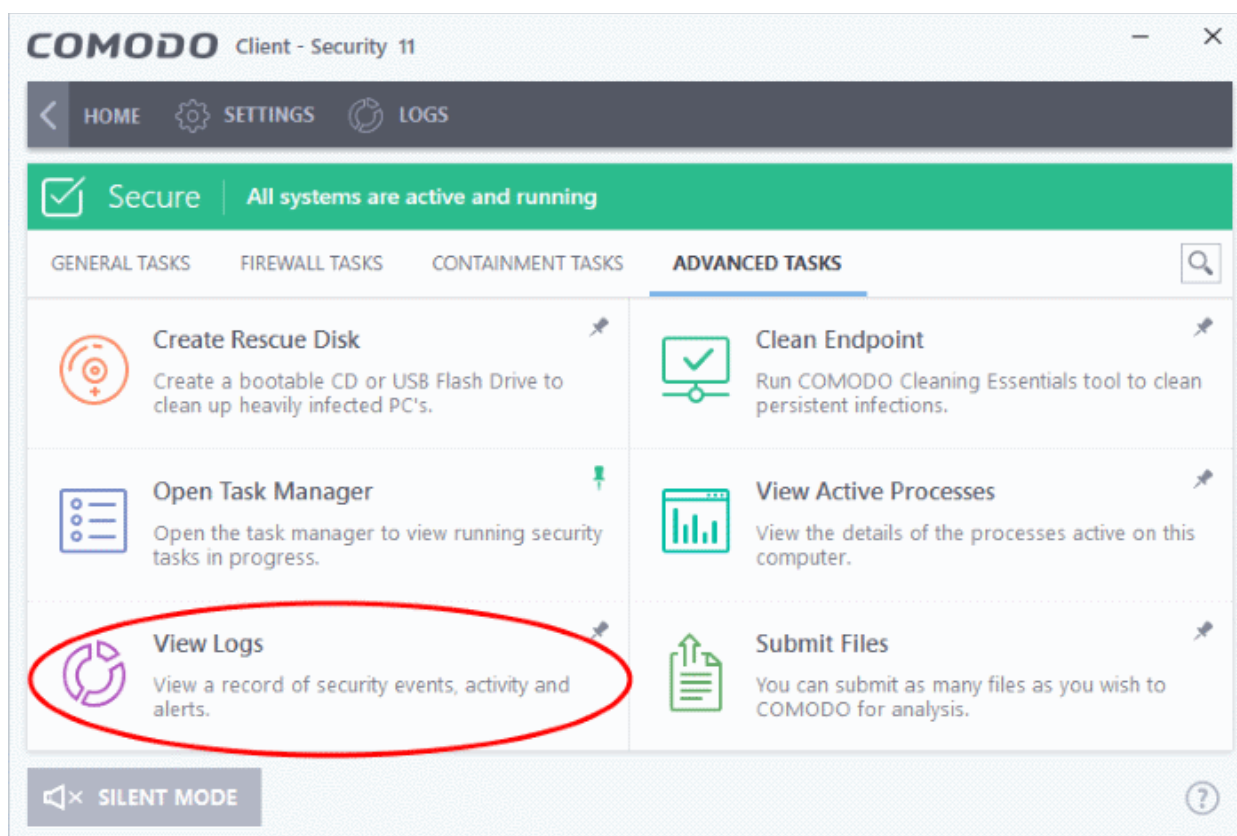 COMODO Client - Security 11
HOME SETTINGS LOGS
Secure All systems are active and running
GENERAL TASKS FIREWALL TASKS CONTAINMENT TASKS ADVANCED TASKS
Create Rescue Disk
Create a bootable CD or USB Flash Drive to
clean up heavily infected PC's.
Clean Endpoint
Run COMODO Cleaning Essentials tool to clean
persistent infections.
Open Task Manager
Open the task manager to view running security
tasks in progress.
View Active Processes
View the details of the processes active on this
computer.
View Logs
View a record of security events, activity and
alerts.
Submit Files
You can submit as many files as you wish to
COMODO for analysis.
SILENT MODE
?